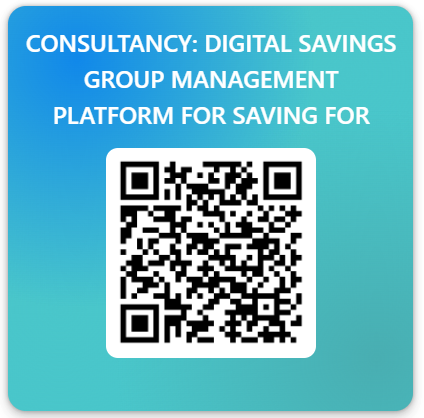 CONSULTANCY: DIGITAL SAVINGS
GROUP MANAGEMENT
PLATFORM FOR SAVING FOR